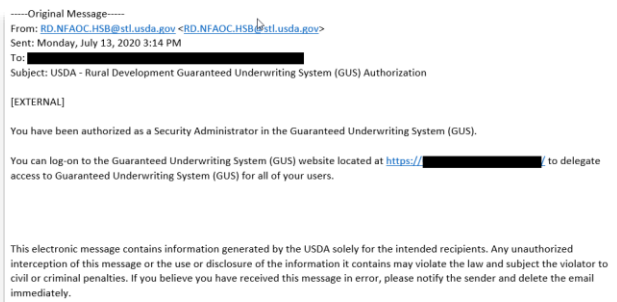 -----Original Message-----
From: RD.NFAOC.HSB@stl.usda.gov <RD.NFAOC.HSB@stl.usda.gov>
Sent: Monday, July 13, 2020 3:14 PM
To:
Subject: USDA - Rural Development Guaranteed Underwriting System (GUS) Authorization
[EXTERNAL]
You have been authorized as a Security Administrator in the Guaranteed Underwriting System (GUS).
You can log-on to the Guaranteed Underwriting System (GUS) website located at https:// / to delegate
access to Guaranteed Underwriting System (GUS) for all of your users.
This electronic message contains information generated by the USDA solely for the intended recipients. Any unauthorized
interception of this message or the use or disclosure of the information it contains may violate the law and subject the violator to
civil or criminal penalties. If you believe you have received this message in error, please notify the sender and delete the email
immediately.